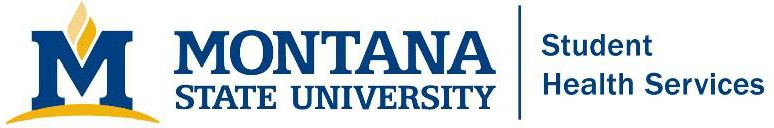 M
MONTANA
STATE UNIVERSITY
Student
Health Services